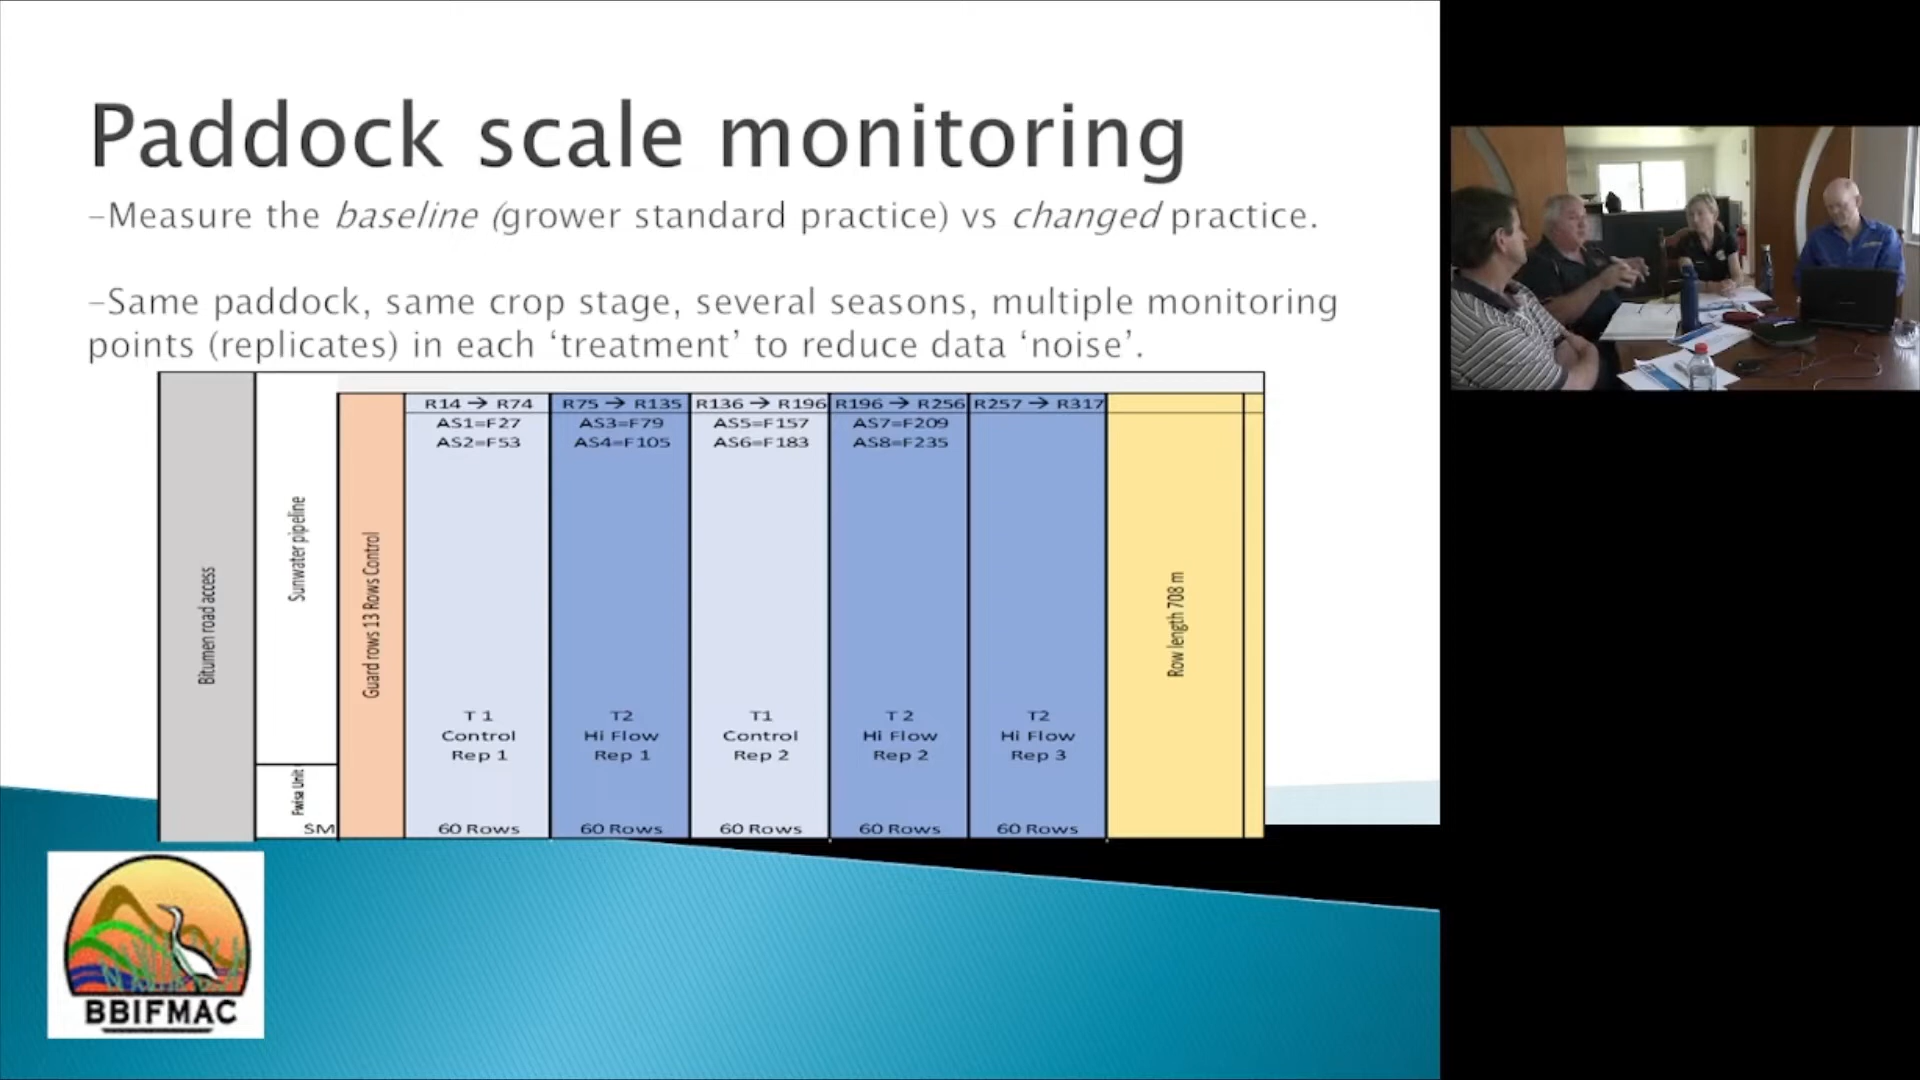 Paddock scale monitoring
–Measure the baseline (grower standard practice) vs changed practice.
–Same paddock, same crop stage, several seasons, multiple monitoring
points (replicates) in each ‘treatment’ to reduce data ‘noise’.
Bitumen road access
Sunwater pipeline
Fwisa Unit
SM
Guard rows 13 Rows Control
R14 → R74
AS1=F27
AS2=F53
T 1
Control
Rep 1
60 Rows
R75 → R135
AS3=F79
AS4=F105
T2
Hi Flow
Rep 1
60 Rows
R136 → R196
AS5=F157
AS6=F183
T1
Control
Rep 2
60 Rows
R196 → R256
AS7=F209
AS8=F235
T 2
Hi Flow
Rep 2
60 Rows
R257 → R317
T2
Hi Flow
Rep 3
60 Rows
Row length 708 m
BBIFMAC